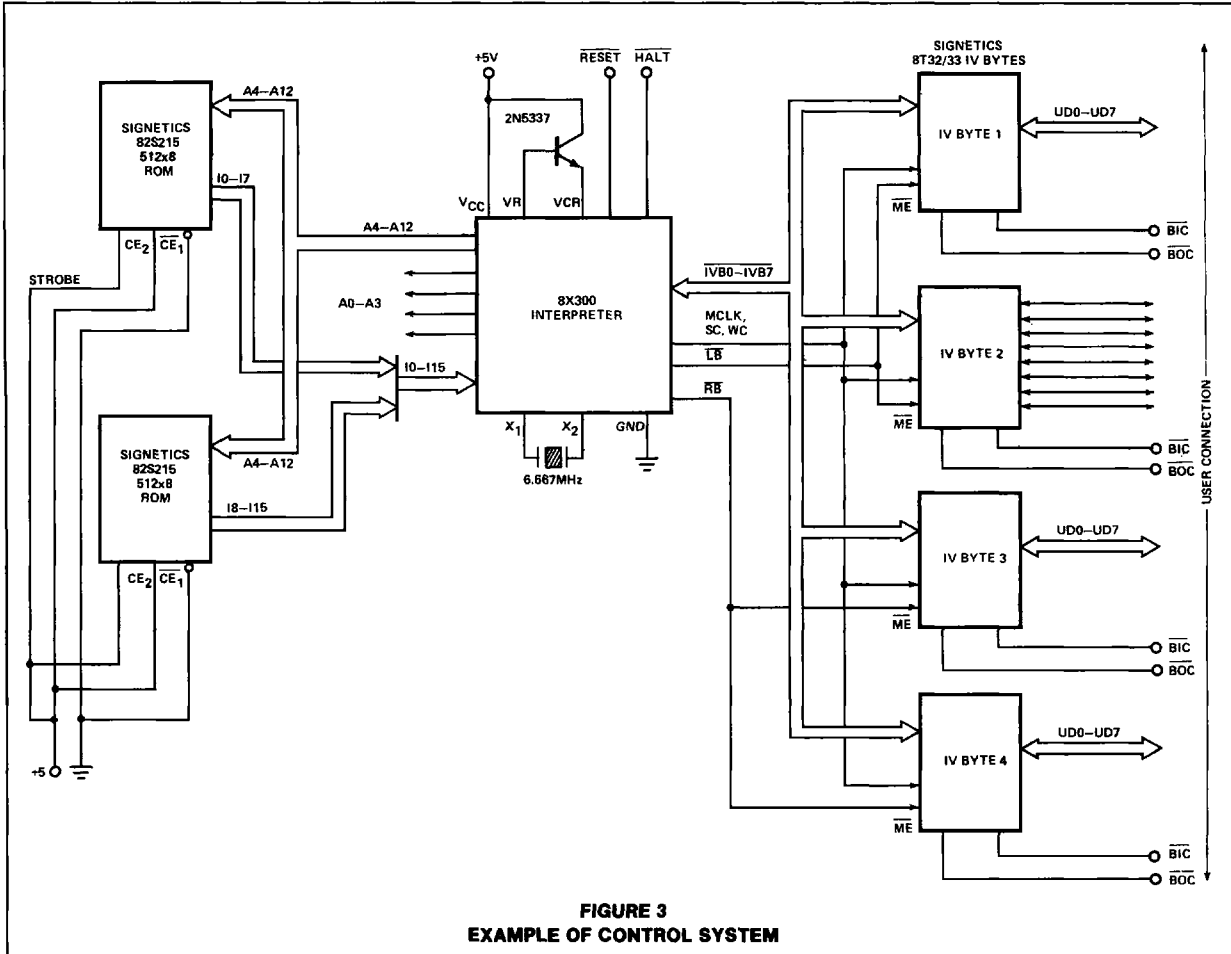 SIGNETICS
82S215
512x8
ROM
A4–A12
I0–I7
CE2 CE1
STROBE
SIGNETICS
82S215
512x8
ROM
A4–A12
I8–I15
CE2 CE1
+5
+5V
RESET HALT
2N5337
VCC VR VCR
A4–A12
A0–A3
I0–I15
8X300
INTERPRETER
X1 X2 GND
6.667MHz
IVB0–IVB7
MCLK,
SC, WC
LB
RB
SIGNETICS
8T32/33 IV BYTES
IV BYTE 1
UD0–UD7
ME
BIC
BOC
IV BYTE 2
ME
BIC
BOC
IV BYTE 3
UD0–UD7
ME
BIC
BOC
IV BYTE 4
UD0–UD7
ME
BIC
BOC
USER CONNECTION
FIGURE 3
EXAMPLE OF CONTROL SYSTEM